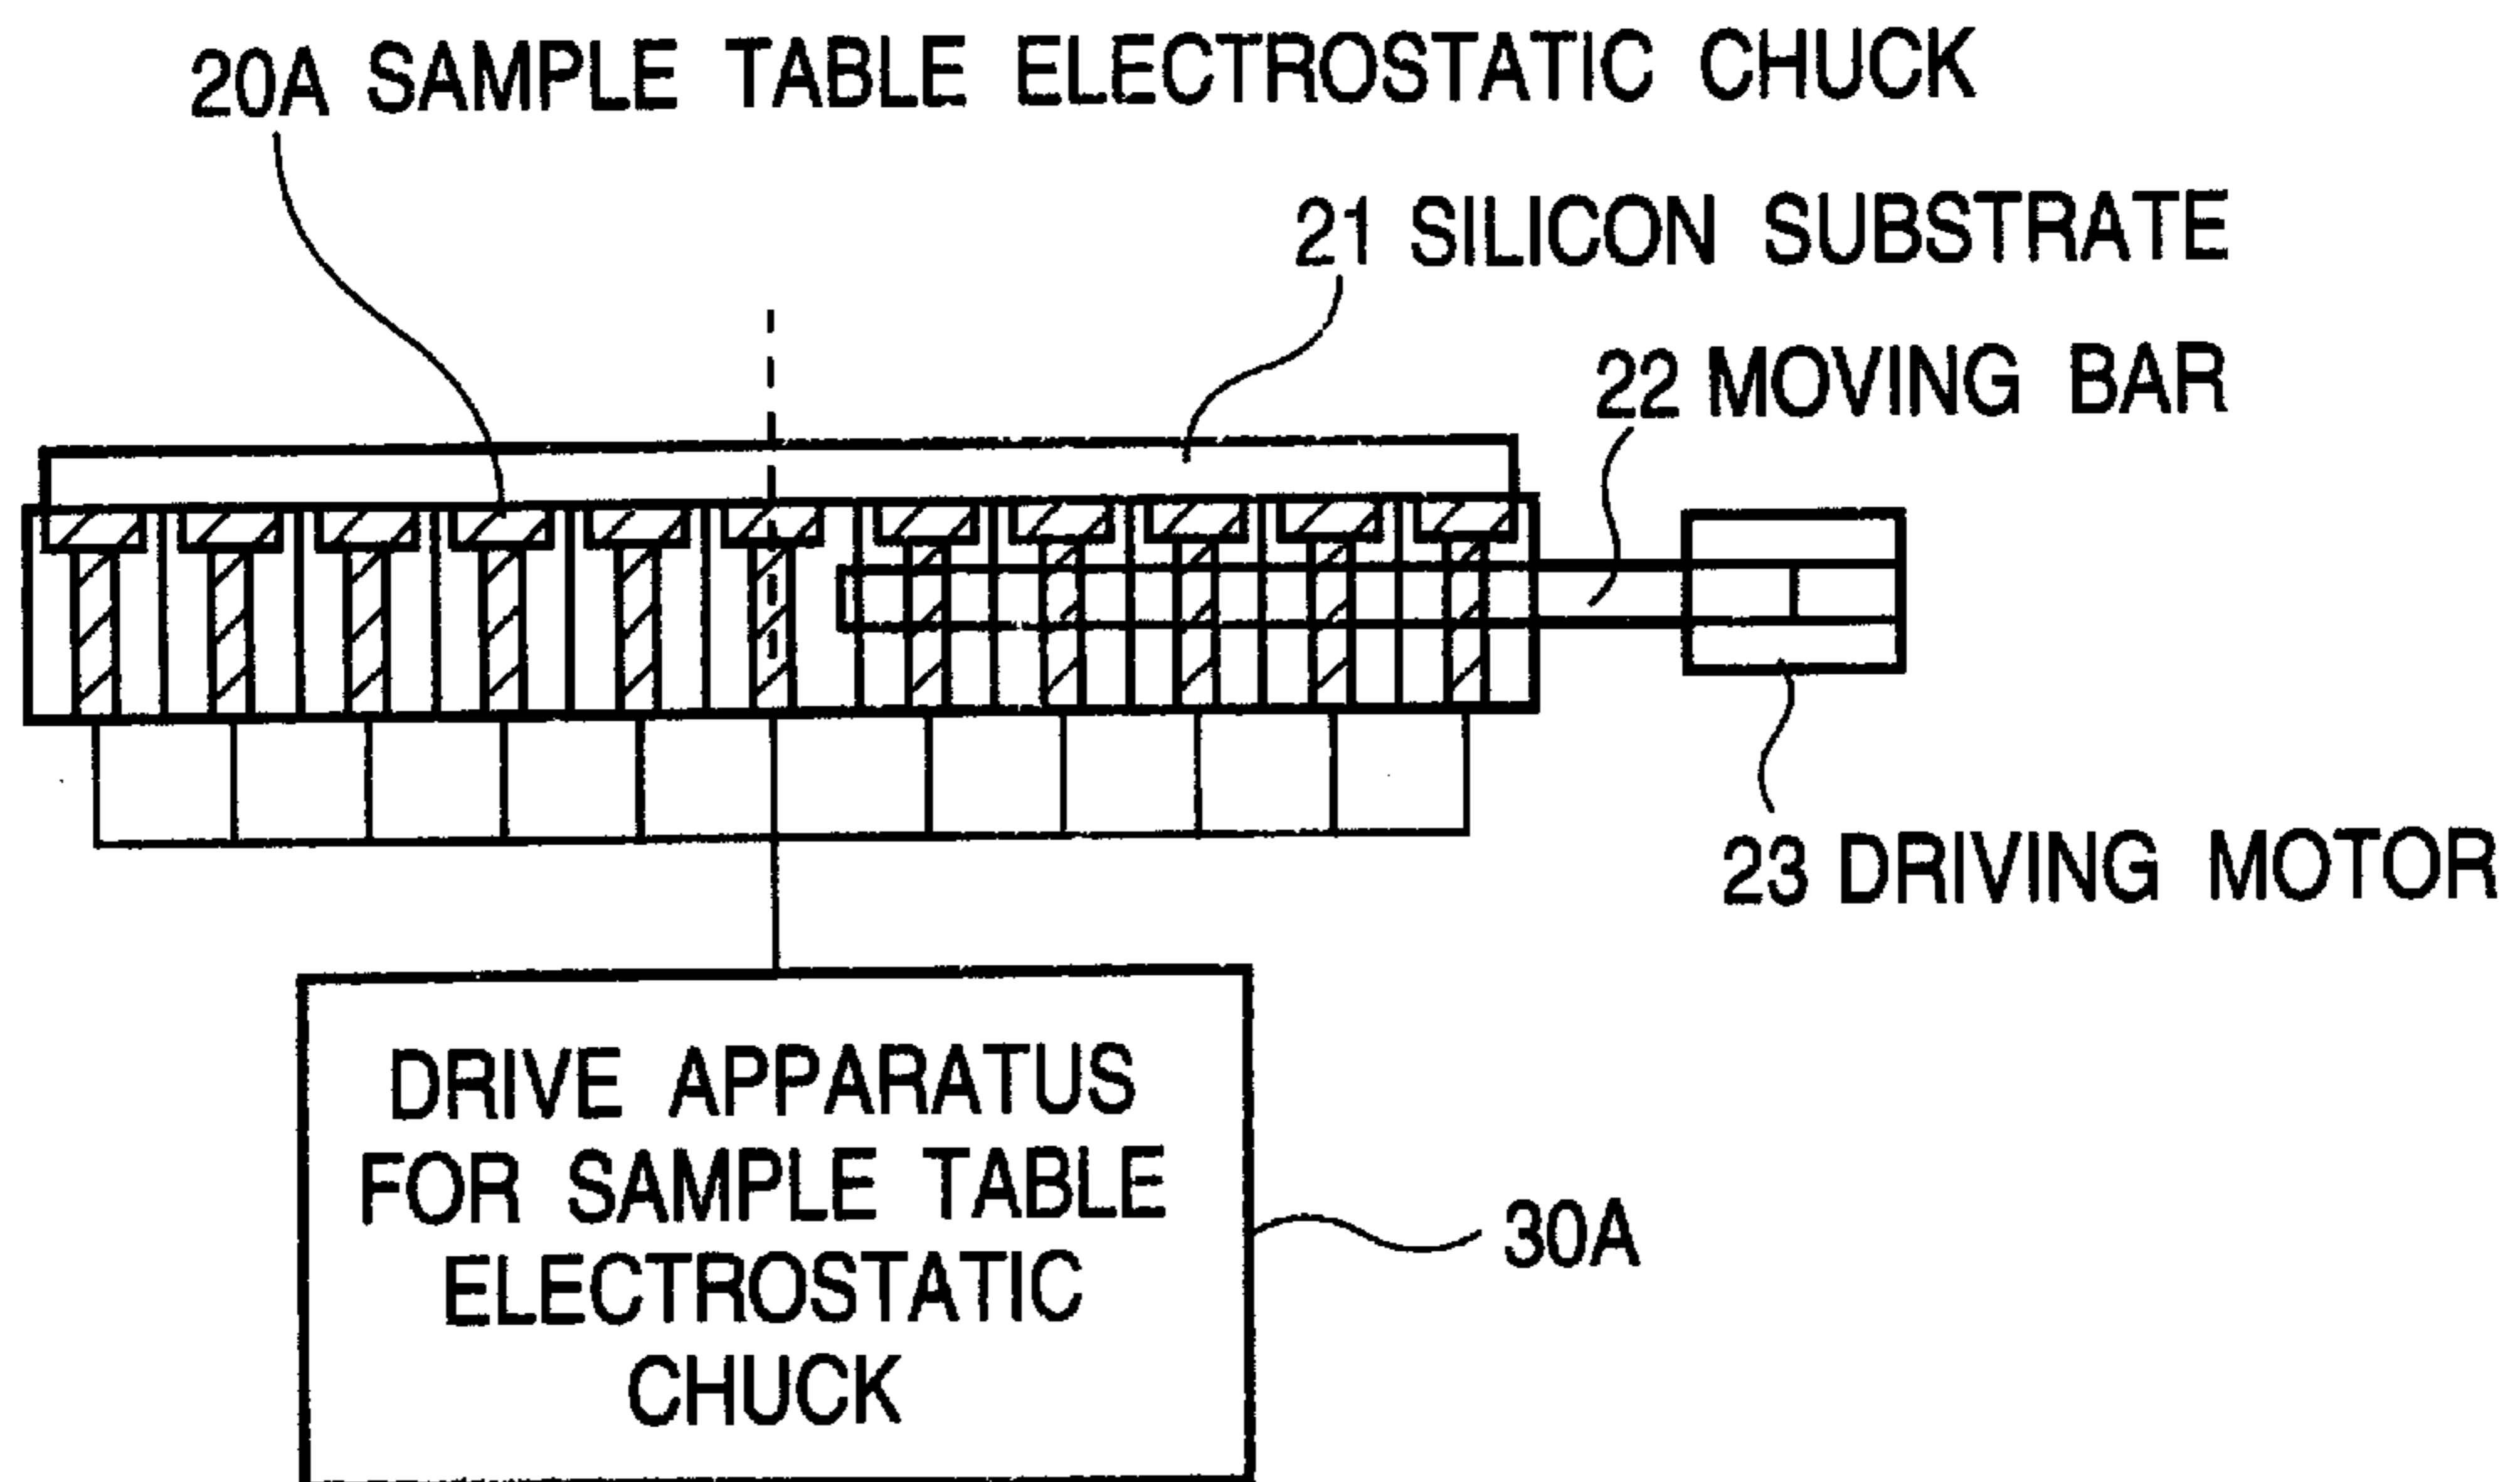 20A SAMPLE TABLE ELECTROSTATIC CHUCK
21 SILICON SUBSTRATE
22 MOVING BAR
23 DRIVING MOTOR
DRIVE APPARATUS
FOR SAMPLE TABLE
ELECTROSTATIC
CHUCK
30A